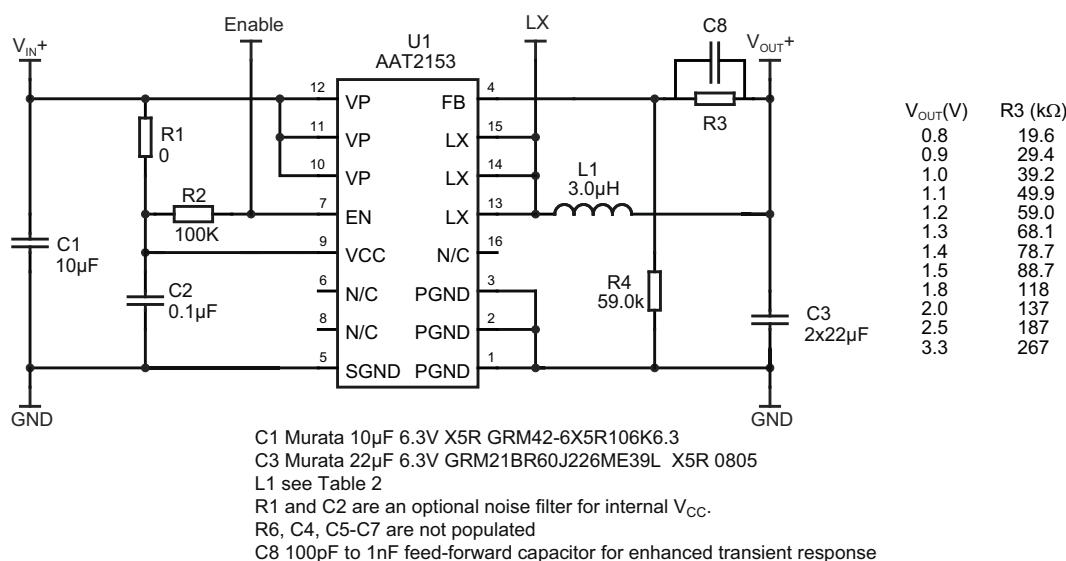 Enable
LX
C8
V_IN+
U1
AAT2153
V_OUT+
12
VP
FB
4
R3
11
VP
LX
15
R1
0
10
VP
LX
14
R2
100K
7
EN
LX
13
L1
3.0µH
C1
10µF
9
VCC
N/C
16
C2
0.1µF
6
N/C
PGND
3
R4
59.0k
8
N/C
PGND
2
C3
2x22µF
5
SGND
PGND
1
GND
GND
V_OUT(V) R3 (kΩ)
0.8 19.6
0.9 29.4
1.0 39.2
1.1 49.9
1.2 59.0
1.3 68.1
1.4 78.7
1.5 88.7
1.8 118
2.0 137
2.5 187
3.3 267
C1 Murata 10µF 6.3V X5R GRM42-6X5R106K6.3
C3 Murata 22µF 6.3V GRM21BR60J226ME39L X5R 0805
L1 see Table 2
R1 and C2 are an optional noise filter for internal V_CC.
R6, C4, C5-C7 are not populated
C8 100pF to 1nF feed-forward capacitor for enhanced transient response